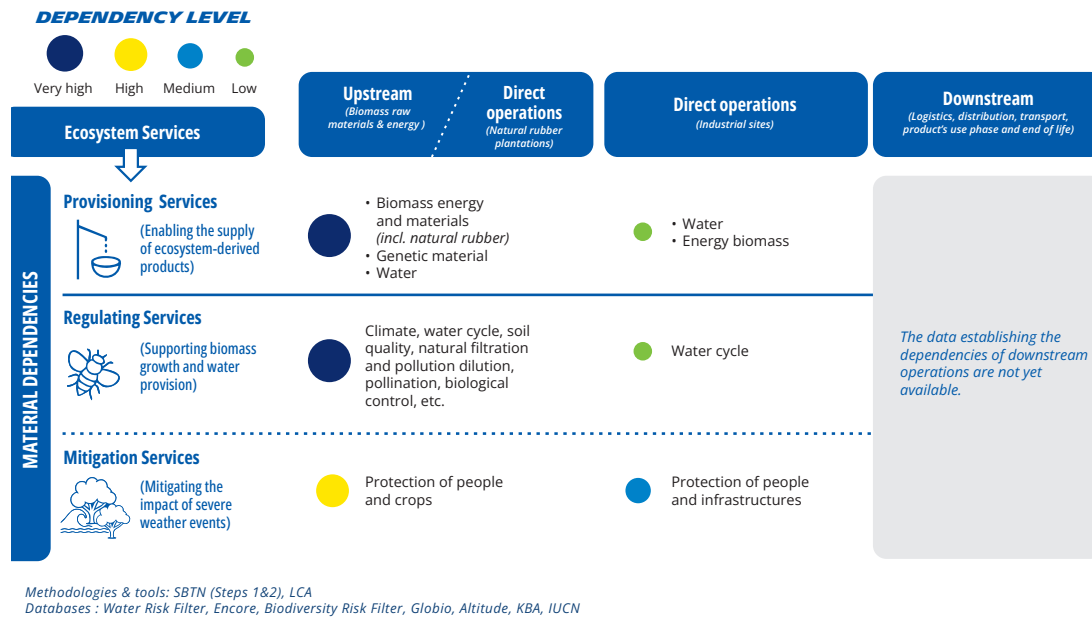 DEPENDENCY LEVEL
Very high High Medium Low
Ecosystem Services
Upstream
(Biomass raw
materials & energy )
Direct
operations
(Natural rubber
plantations)
Direct operations
(Industrial sites)
Downstream
(Logistics, distribution, transport,
product's use phase and end of life)
MATERIAL DEPENDENCIES
Provisioning Services
(Enabling the supply
of ecosystem-derived
products)
• Biomass energy
and materials
(incl. natural rubber)
• Genetic material
• Water
• Water
• Energy biomass
Regulating Services
(Supporting biomass
growth and water
provision)
Climate, water cycle, soil
quality, natural filtration
and pollution dilution,
pollination, biological
control, etc.
Water cycle
The data establishing the
dependencies of downstream
operations are not yet
available.
Mitigation Services
(Mitigating the
impact of severe
weather events)
Protection of people
and crops
Protection of people
and infrastructures
Methodologies & tools: SBTN (Steps 1&2), LCA
Databases : Water Risk Filter, Encore, Biodiversity Risk Filter, Globio, Altitude, KBA, IUCN